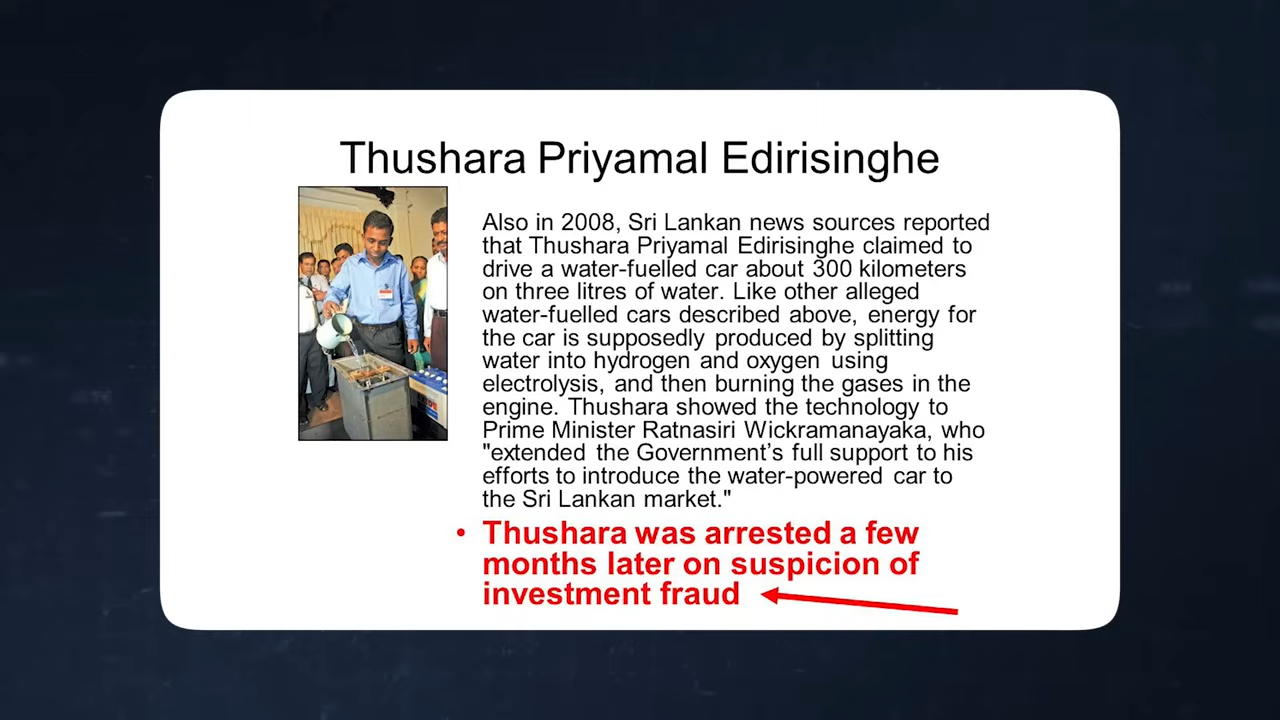 Thushara Priyamal Edirisinghe
Also in 2008, Sri Lankan news sources reported
that Thushara Priyamal Edirisinghe claimed to
drive a water-fuelled car about 300 kilometers
on three litres of water. Like other alleged
water-fuelled cars described above, energy for
the car is supposedly produced by splitting
water into hydrogen and oxygen using
electrolysis, and then burning the gases in the
engine. Thushara showed the technology to
Prime Minister Ratnasiri Wickramanayaka, who
"extended the Government’s full support to his
efforts to introduce the water-powered car to
the Sri Lankan market."
• Thushara was arrested a few
months later on suspicion of
investment fraud